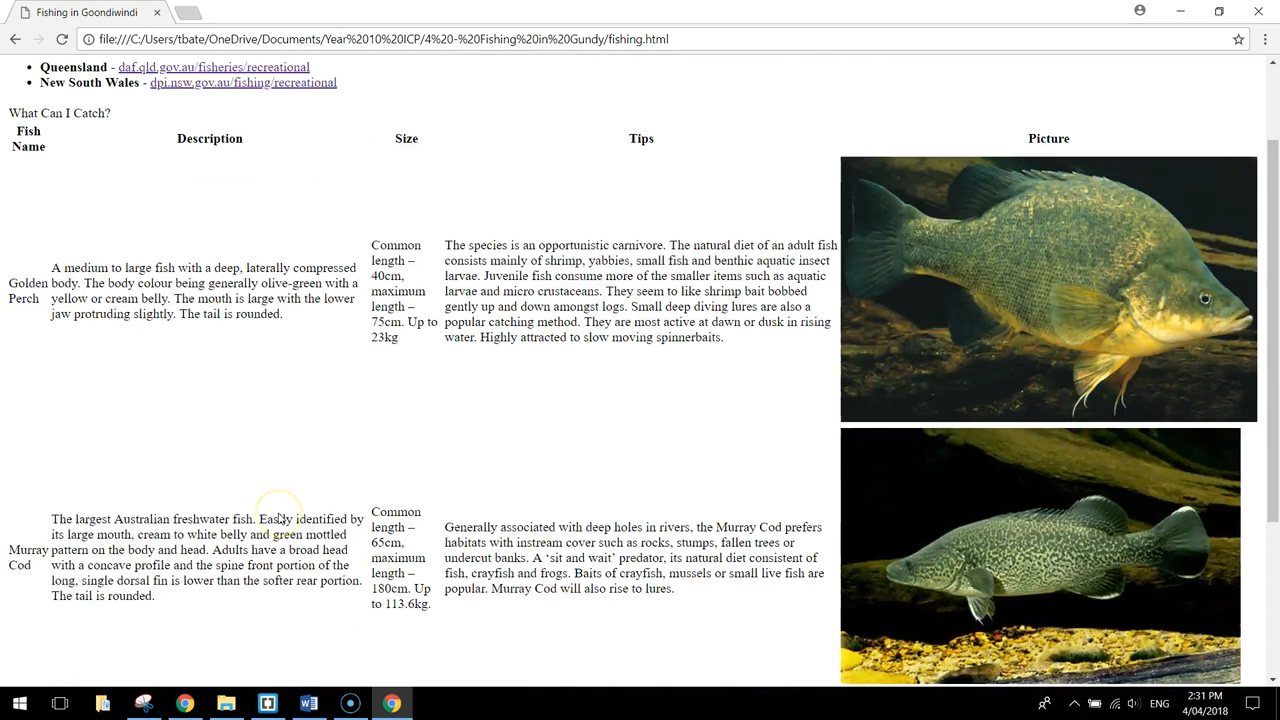 Fishing in Goondiwindi
file:///C:/Users/tbate/OneDrive/Documents/Year%2010%20ICP/4%20-%20Fishing%20in%20Gundy/fishing.html
• Queensland - daf.qld.gov.au/fisheries/recreational
• New South Wales - dpi.nsw.gov.au/fishing/recreational
What Can I Catch?
Fish
Name
Description
Size
Tips
Picture
Golden
Perch
A medium to large fish with a deep, laterally compressed
body. The body colour being generally olive-green with a
yellow or cream belly. The mouth is large with the lower
jaw protruding slightly. The tail is rounded.
Common
length –
40cm,
maximum
length –
75cm. Up to
23kg
The species is an opportunistic carnivore. The natural diet of an adult fish
consists mainly of shrimp, yabbies, small fish and benthic aquatic insect
larvae. Juvenile fish consume more of the smaller items such as aquatic
larvae and micro crustaceans. They seem to like shrimp bait bobbed
gently up and down amongst logs. Small deep diving lures are also a
popular catching method. They are most active at dawn or dusk in rising
water. Highly attracted to slow moving spinnerbaits.
Murray
Cod
The largest Australian freshwater fish. Easily identified by
its large mouth, cream to white belly and green mottled
pattern on the body and head. Adults have a broad head
with a concave profile and the spine front portion of the
long, single dorsal fin is lower than the softer rear portion.
The tail is rounded.
Common
length –
65cm,
maximum
length –
180cm. Up
to 113.6kg.
Generally associated with deep holes in rivers, the Murray Cod prefers
habitats with instream cover such as rocks, stumps, fallen trees or
undercut banks. A ‘sit and wait’ predator, its natural diet consistent of
fish, crayfish and frogs. Baits of crayfish, mussels or small live fish are
popular. Murray Cod will also rise to lures.
ENG
2:31 PM
4/04/2018